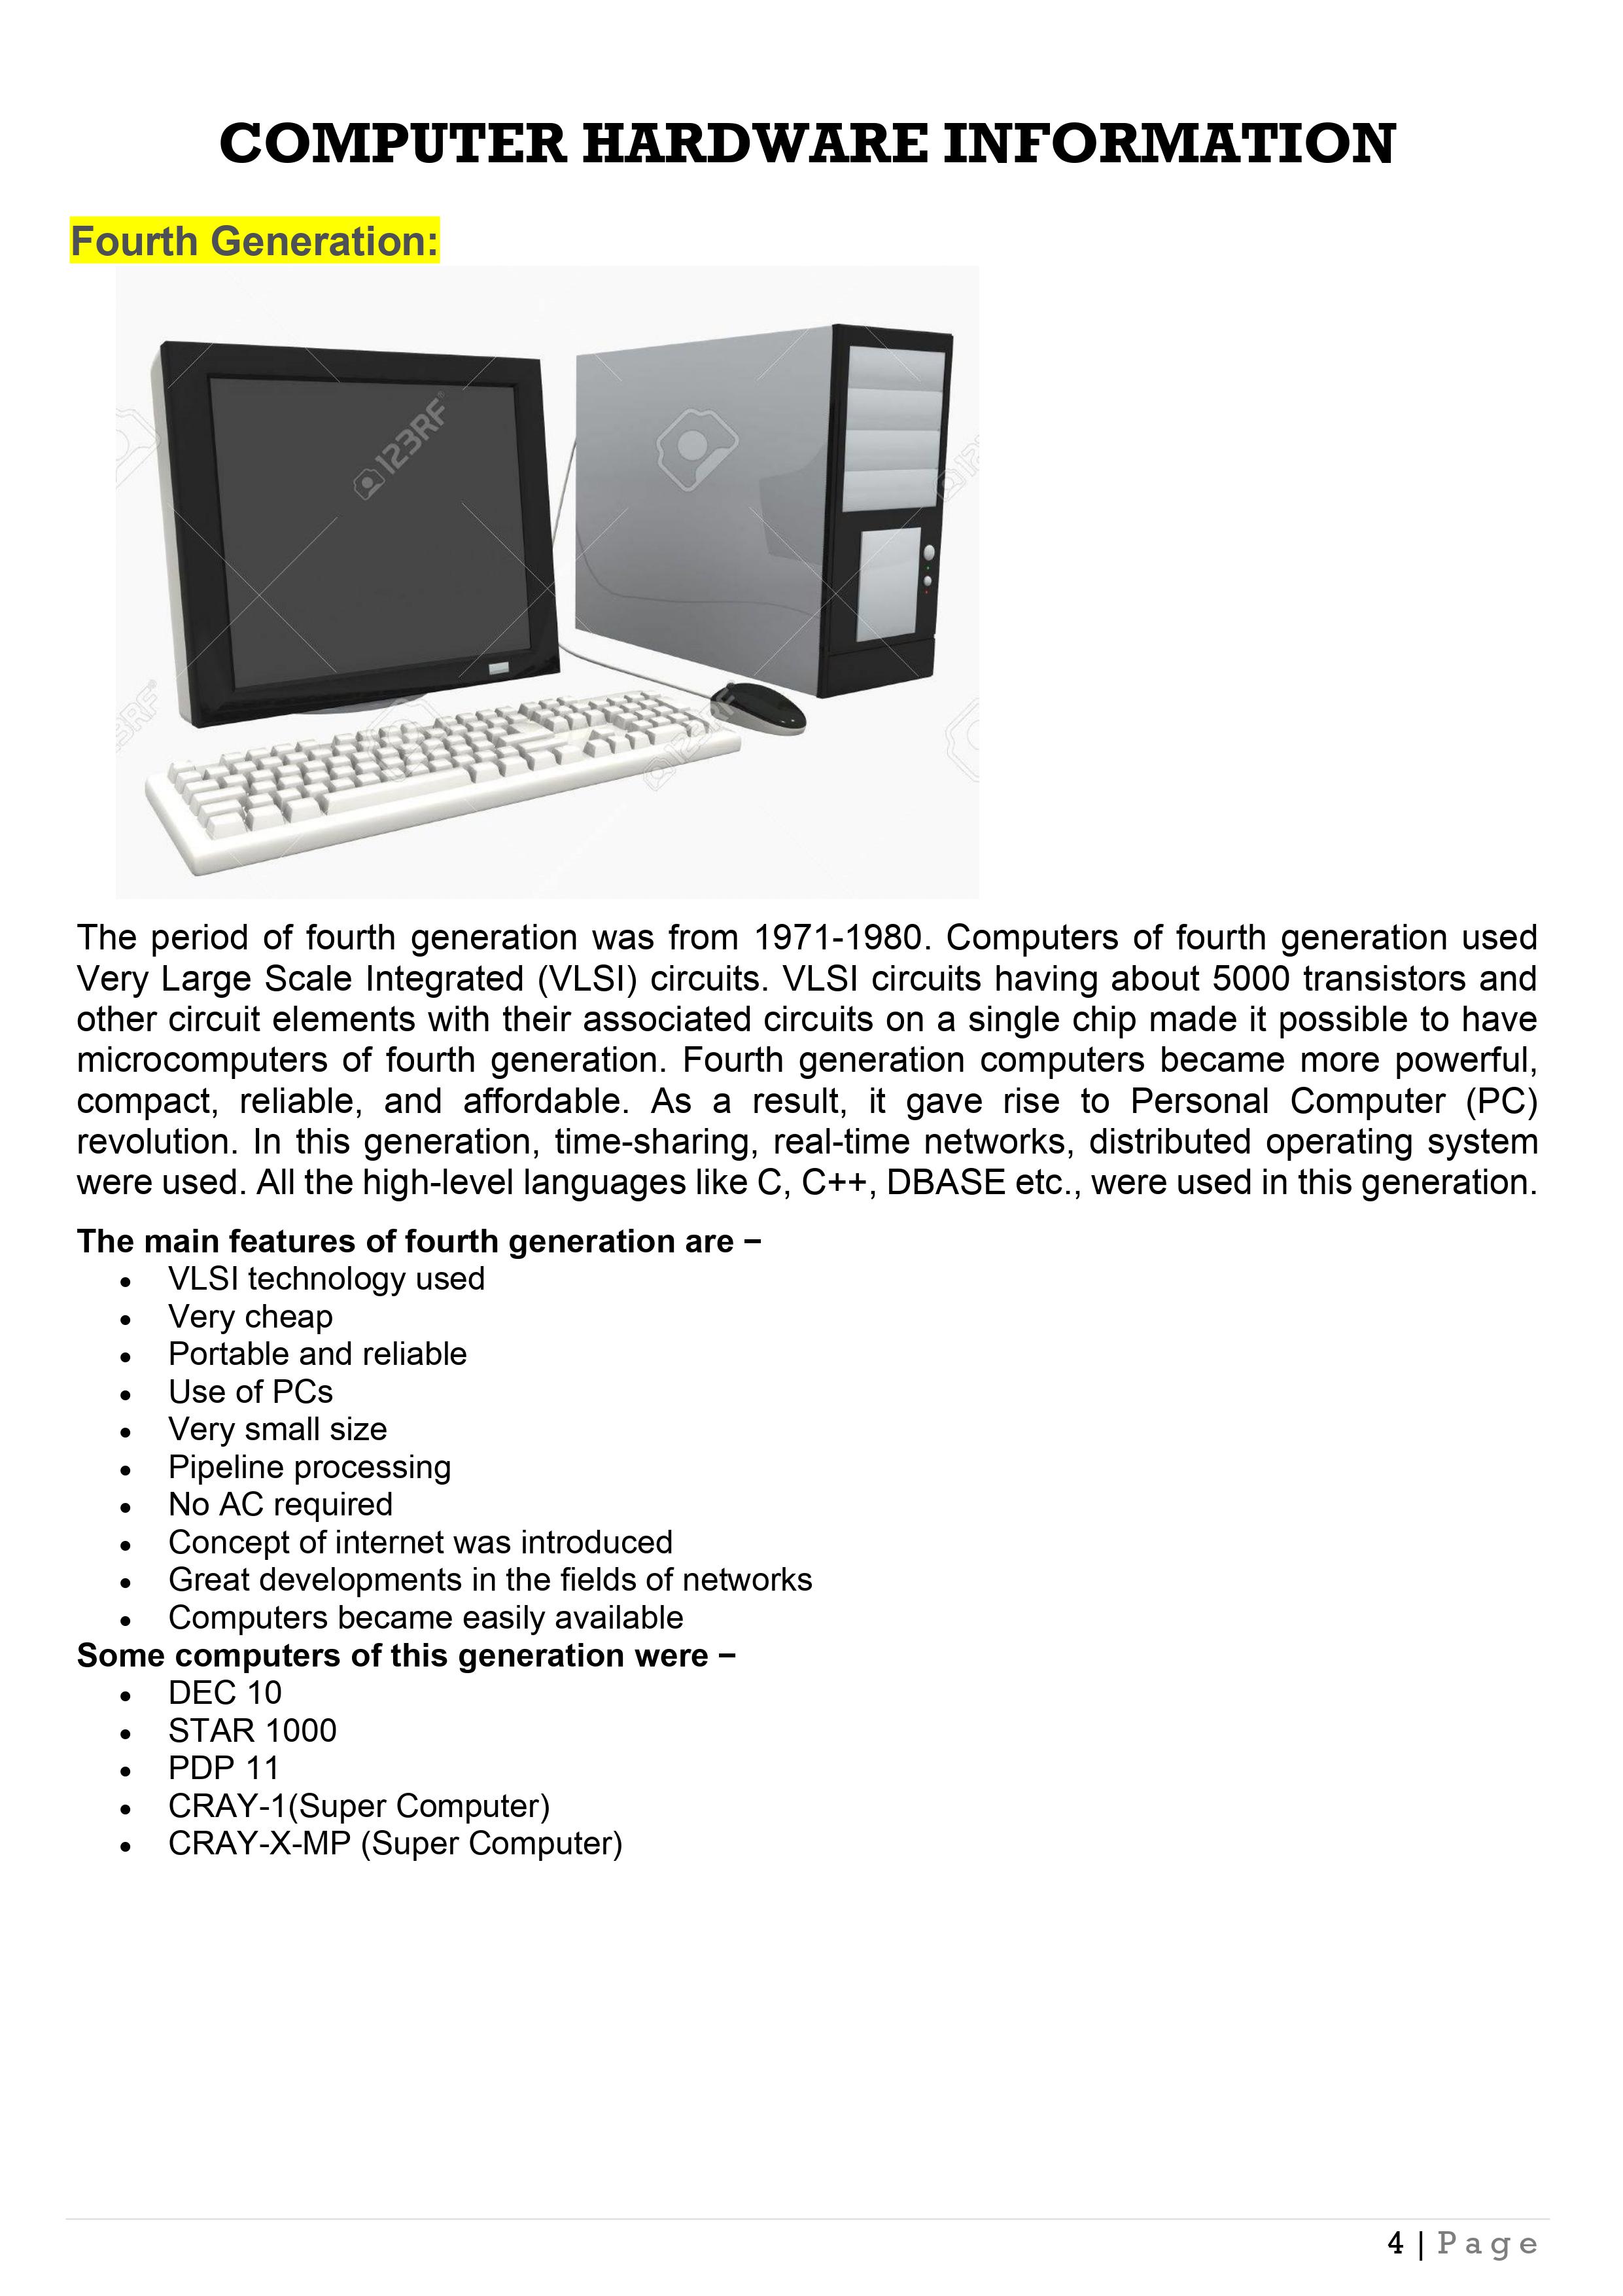 COMPUTER HARDWARE INFORMATION
Fourth Generation:
123RF
The period of fourth generation was from 1971-1980. Computers of fourth generation used
Very Large Scale Integrated (VLSI) circuits. VLSI circuits having about 5000 transistors and
other circuit elements with their associated circuits on a single chip made it possible to have
microcomputers of fourth generation. Fourth generation computers became more powerful,
compact, reliable, and affordable. As a result, it gave rise to Personal Computer (PC)
revolution. In this generation, time-sharing, real-time networks, distributed operating system
were used. All the high-level languages like C, C++, DBASE etc., were used in this generation.
The main features of fourth generation are −
• VLSI technology used
• Very cheap
• Portable and reliable
• Use of PCs
• Very small size
• Pipeline processing
• No AC required
• Concept of internet was introduced
• Great developments in the fields of networks
• Computers became easily available
Some computers of this generation were −
• DEC 10
• STAR 1000
• PDP 11
• CRAY-1(Super Computer)
• CRAY-X-MP (Super Computer)
4 | Page